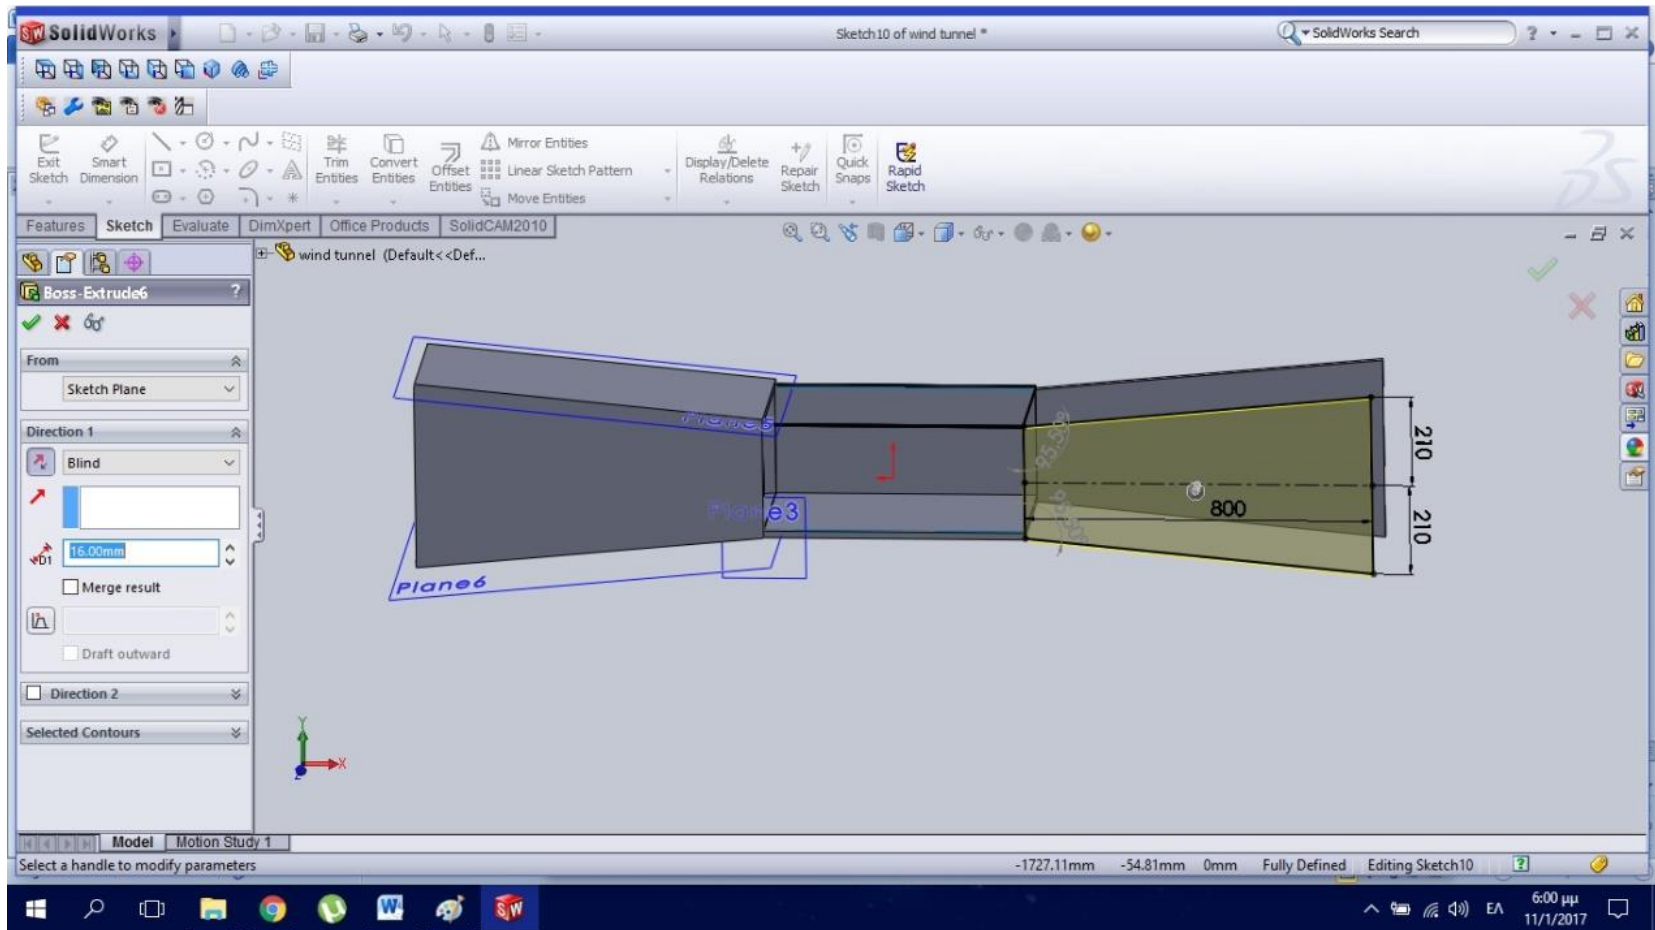 SolidWorks
Sketch10 of wind tunnel *
SolidWorks Search
?
Exit Sketch
Smart Dimension
Trim Entities
Convert Entities
Offset Entities
Mirror Entities
Linear Sketch Pattern
Move Entities
Display/Delete Relations
Repair Sketch
Quick Snaps
Rapid Sketch
Features Sketch Evaluate DimXpert Office Products SolidCAM2010
wind tunnel (Default<<Def...
Boss-Extrude6 ?
From
Sketch Plane
Direction 1
Blind
D1 16.00mm
Merge result
Draft outward
Direction 2
Selected Contours
Plane6
Plane3
Plane6
800
210
210
Y
X
Z
Model Motion Study 1
Select a handle to modify parameters
-1727.11mm -54.81mm 0mm Fully Defined Editing Sketch10
ΕΛ
6:00 μμ
11/1/2017